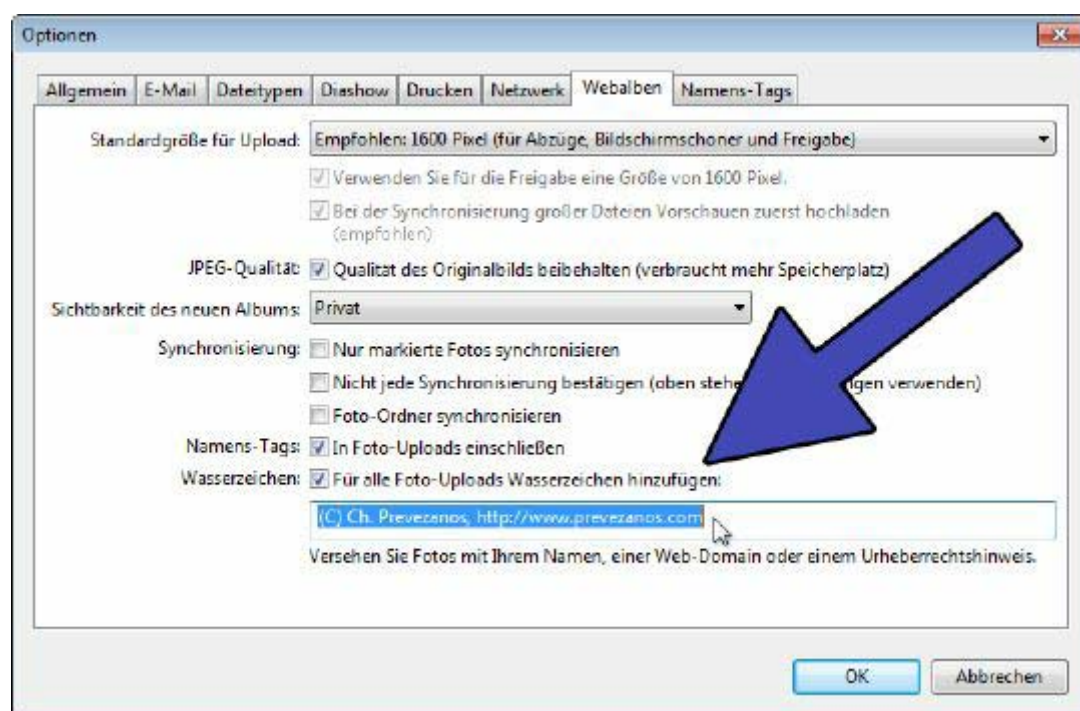 Optionen
Allgemein E-Mail Dateitypen Diashow Drucken Netzwerk Webalben Namens-Tags
Standardgröße für Upload: Empfohlen: 1600 Pixel (für Abzüge, Bildschirmschoner und Freigabe)
Verwenden Sie für die Freigabe eine Größe von 1600 Pixel.
Bei der Synchronisierung großer Dateien Vorschauen zuerst hochladen
(empfohlen)
JPEG-Qualität: Qualität des Originalbilds beibehalten (verbraucht mehr Speicherplatz)
Sichtbarkeit des neuen Albums: Privat
Synchronisierung: Nur markierte Fotos synchronisieren
Nicht jede Synchronisierung bestätigen (oben verwenden)
Foto-Ordner synchronisieren
Namens-Tags: In Foto-Uploads einschließen
Wasserzeichen: Für alle Foto-Uploads Wasserzeichen hinzufügen:
(C) Ch. Prevezanos, http://www.prevezanos.com
Versehen Sie Fotos mit Ihrem Namen, einer Web-Domain oder einem Urheberrechtshinweis.
OK Abbrechen